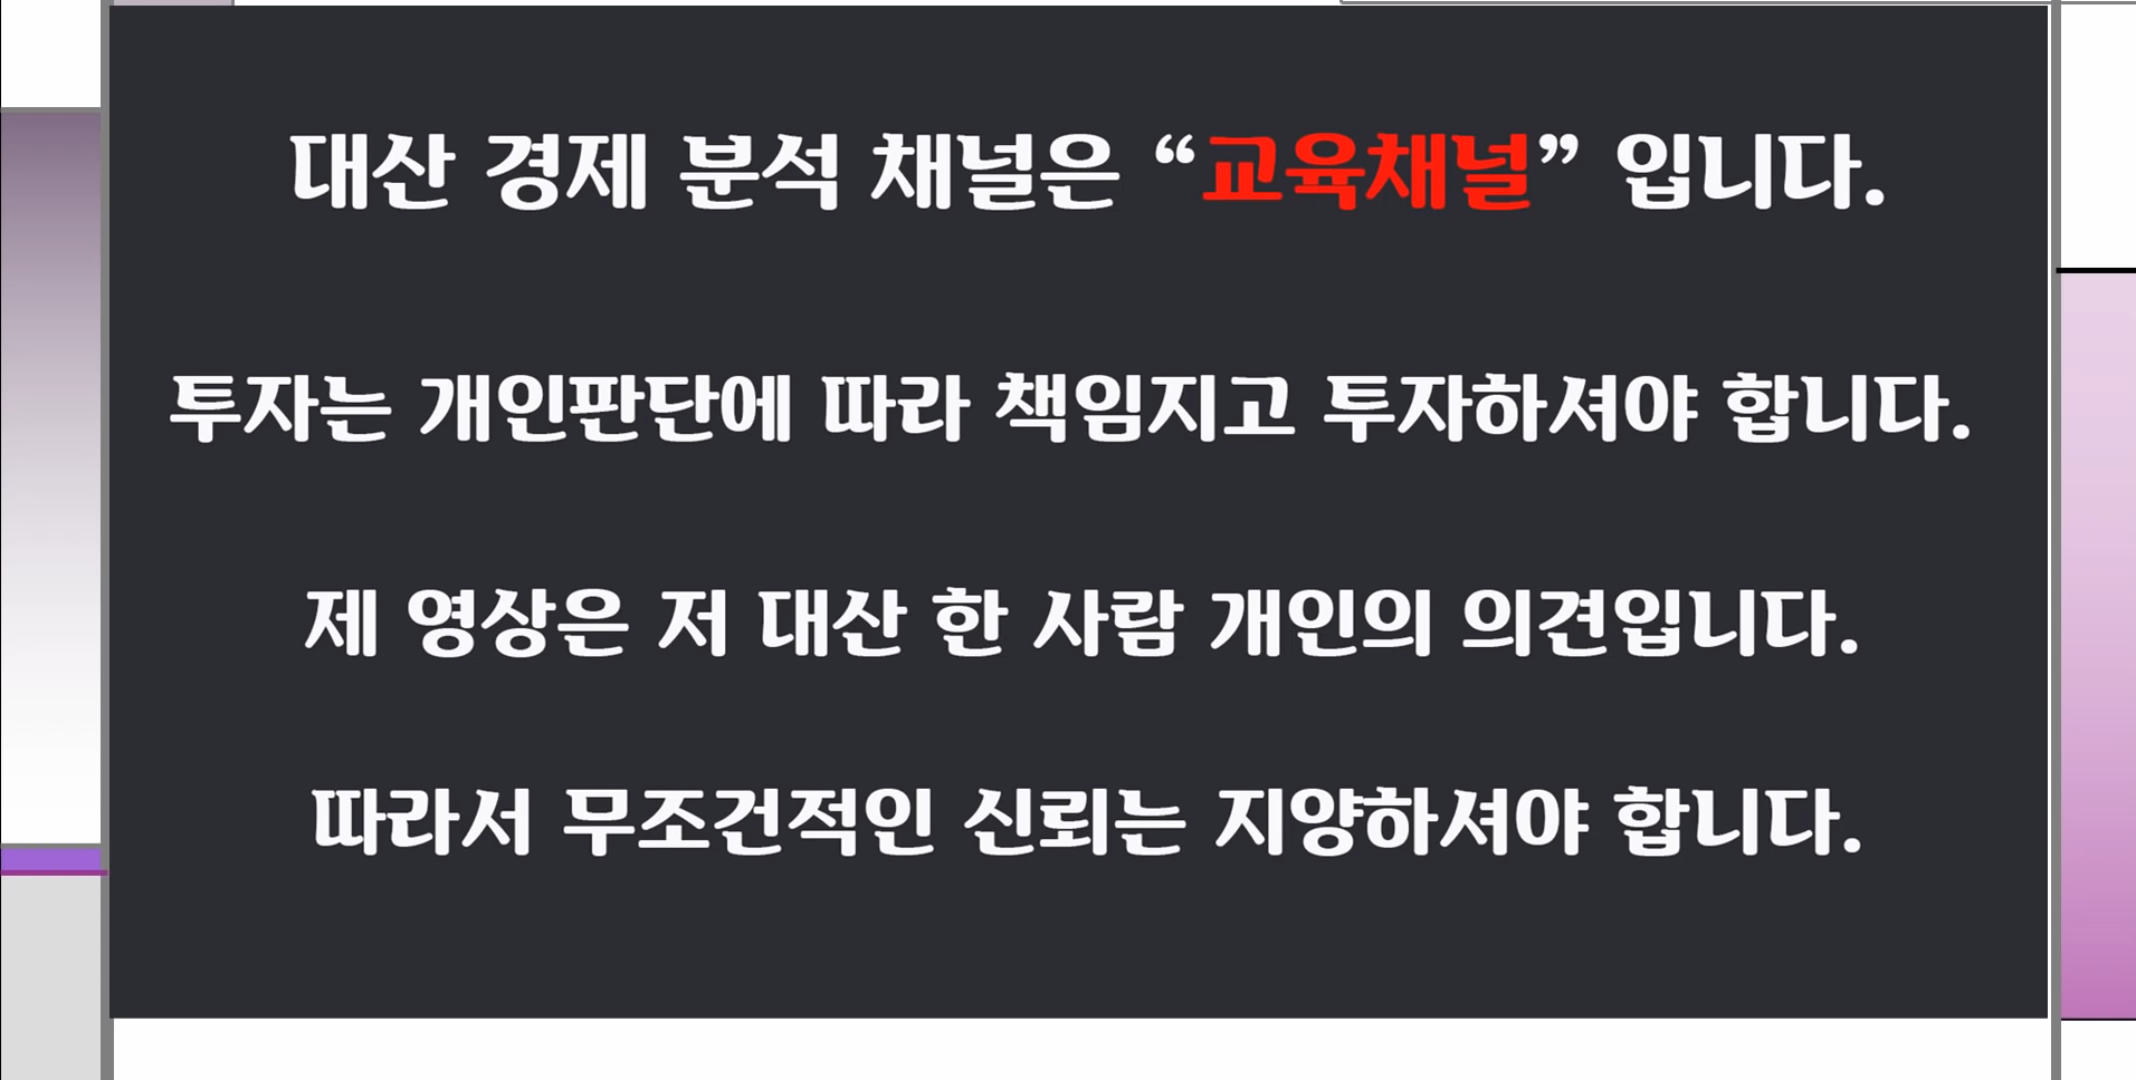 대산 경제 분석 채널은 “교육채널” 입니다.
투자는 개인판단에 따라 책임지고 투자하셔야 합니다.
제 영상은 저 대산 한 사람 개인의 의견입니다.
따라서 무조건적인 신뢰는 지양하셔야 합니다.